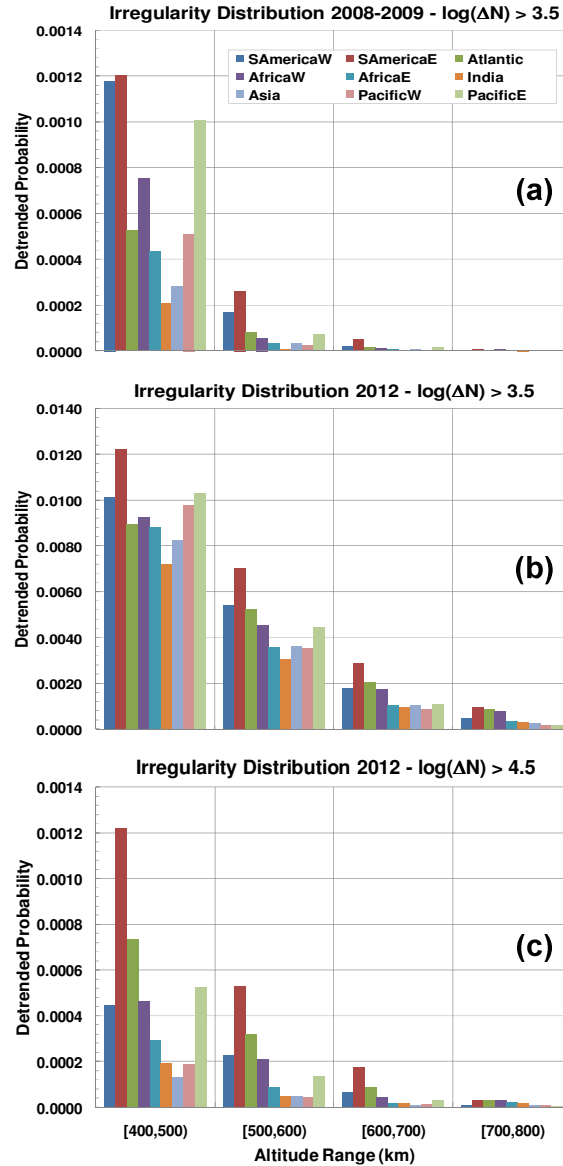 Irregularity Distribution 2008-2009 - log(ΔN) > 3.5
0.0014
0.0012
0.0010
0.0008
0.0006
0.0004
0.0002
0.0000
Detrended Probability
SAmericaW SAmericaE Atlantic
AfricaW AfricaE India
Asia PacificW PacificE
(a)
Irregularity Distribution 2012 - log(ΔN) > 3.5
0.0140
0.0120
0.0100
0.0080
0.0060
0.0040
0.0020
0.0000
Detrended Probability
(b)
Irregularity Distribution 2012 - log(ΔN) > 4.5
0.0014
0.0012
0.0010
0.0008
0.0006
0.0004
0.0002
0.0000
Detrended Probability
(c)
[400,500) [500,660) [600,700) [700,800)
Altitude Range (km)